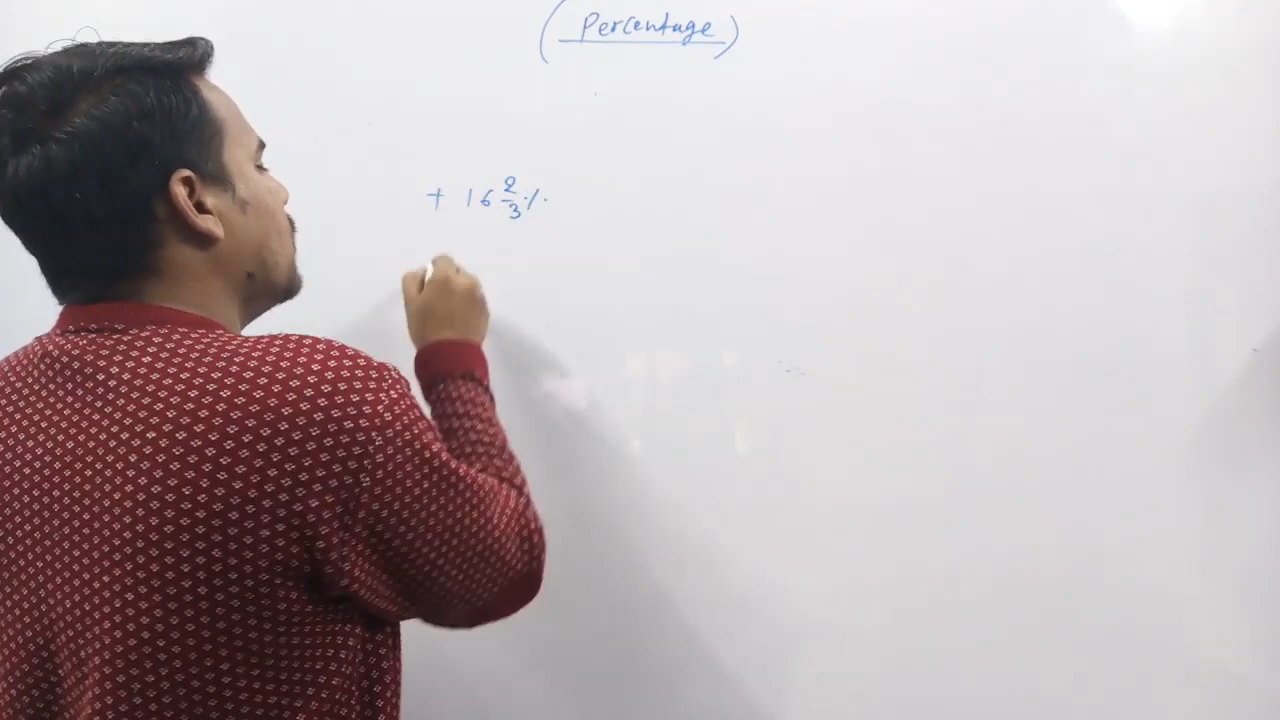 (Percentage)
+ 16 2/3 %